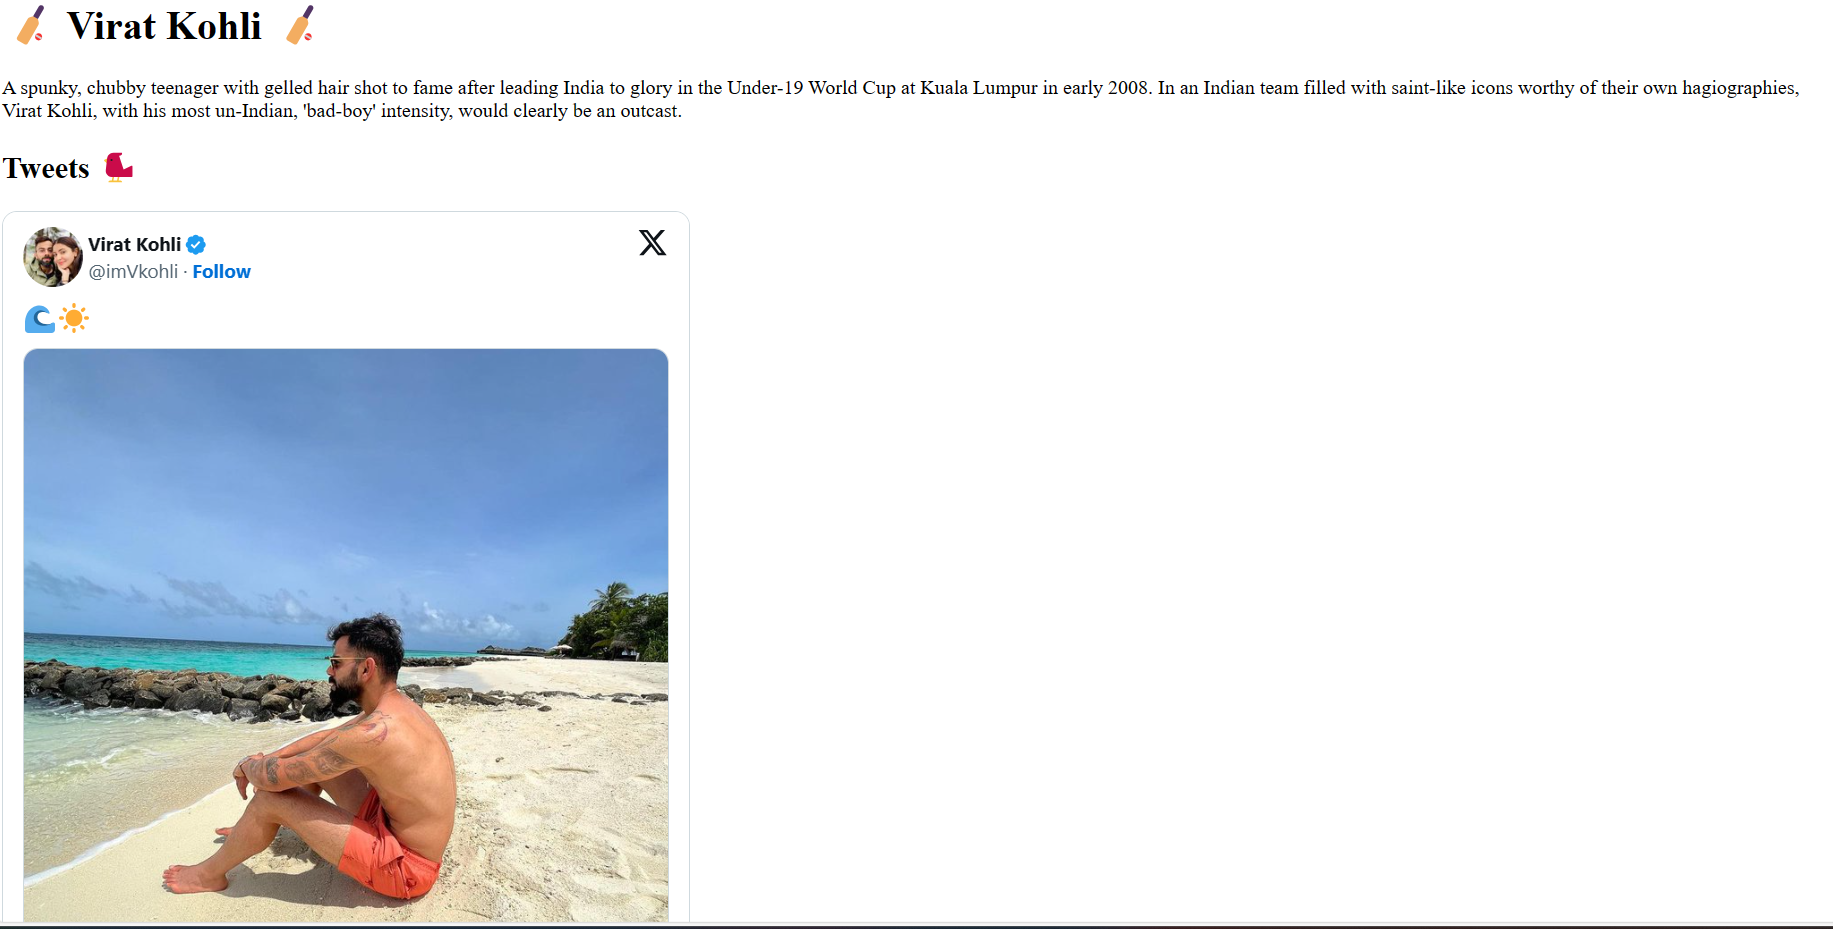 Virat Kohli
A spunky, chubby teenager with gelled hair shot to fame after leading India to glory in the Under-19 World Cup at Kuala Lumpur in early 2008. In an Indian team filled with saint-like icons worthy of their own hagiographies,
Virat Kohli, with his most un-Indian, 'bad-boy' intensity, would clearly be an outcast.
Tweets
Virat Kohli
@imVkohli · Follow